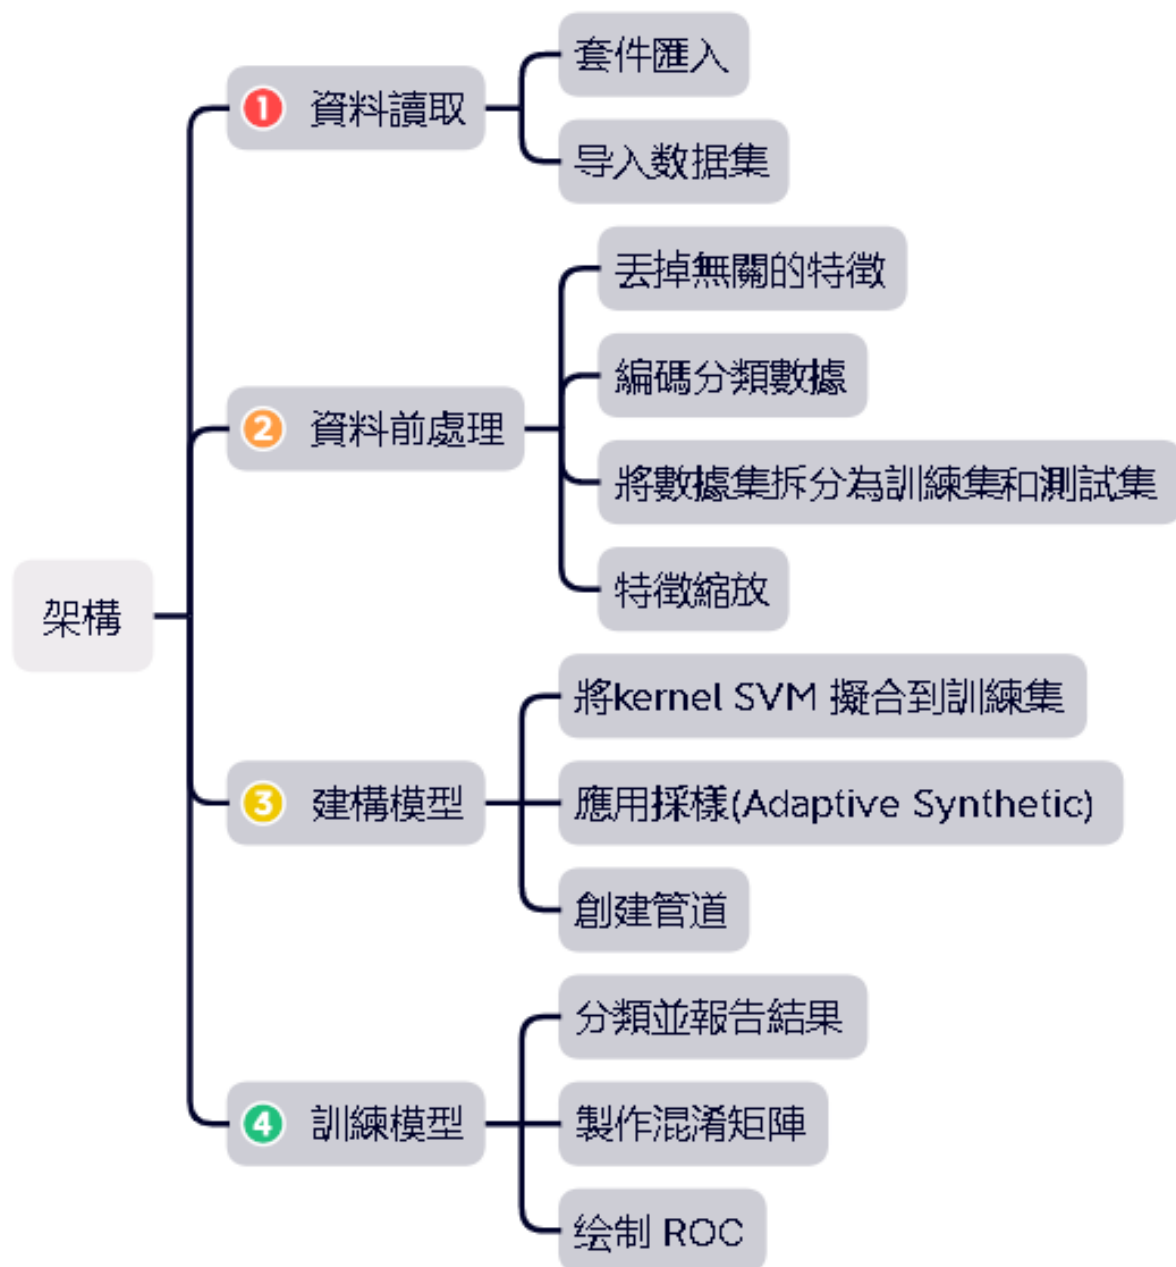 架構
1 資料讀取
套件匯入
导入数据集
2 資料前處理
丟掉無關的特徵
編碼分類數據
將數據集拆分為訓練集和測試集
特徵縮放
3 建構模型
將kernel SVM 擬合到訓練集
應用採樣(Adaptive Synthetic)
創建管道
4 訓練模型
分類並報告結果
製作混淆矩陣
绘制 ROC